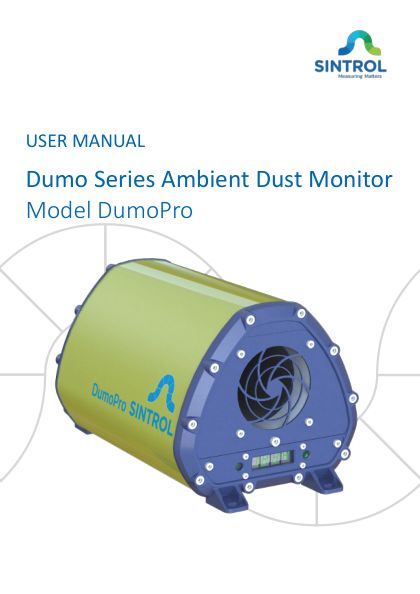 SINTROL
Measuring Matters
USER MANUAL
Dumo Series Ambient Dust Monitor
Model DumoPro
DumoPro SINTROL